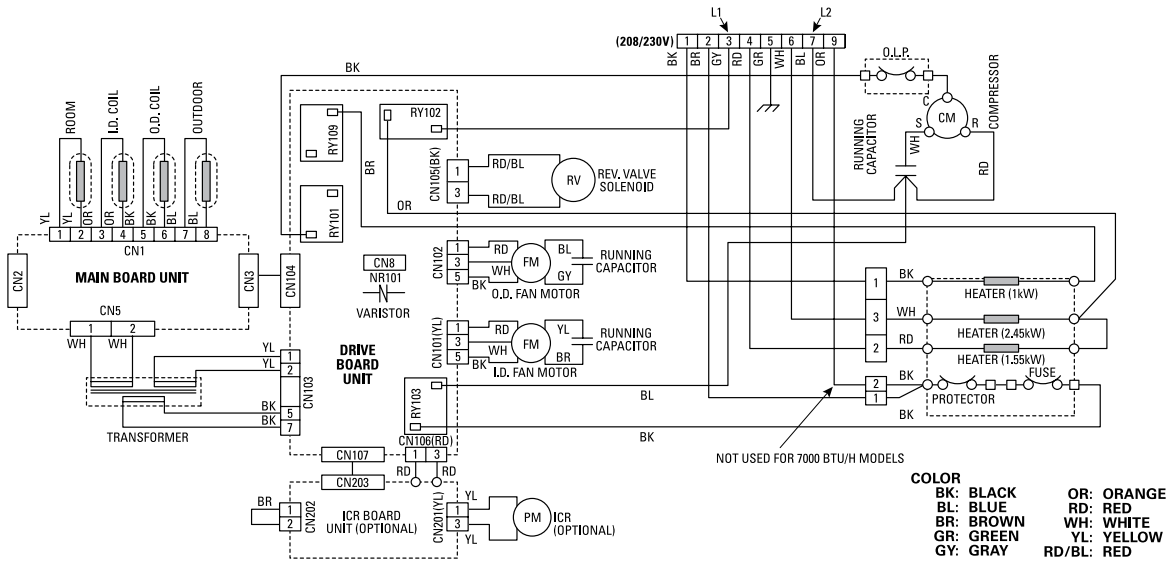 L1
L2
(208/230V) 1 2 3 4 5 6 7 9
BK BR GY RD GR WH BL OR
BK
O.L.P.
C
CM
S
R
COMPRESSOR
RUNNING CAPACITOR
WH
RD
ROOM
I.D. COIL
O.D. COIL
OUTDOOR
YL YL OR OR BK BK BL BL
1 2 3 4 5 6 7 8
CN1
MAIN BOARD UNIT
CN2
CN3
CN104
CN5
1 2
WH WH
TRANSFORMER
YL
YL
BK
BK
1
2
5
7
CN103
RY109
RY102
RY101
BR
OR
CN8
NR101
VARISTOR
DRIVE BOARD UNIT
CN105(BK)
1
3
RD/BL
RD/BL
RV
REV. VALVE SOLENOID
CN102
1
3
5
RD
WH
BK
FM
BL
GY
RUNNING CAPACITOR
O.D. FAN MOTOR
CN101(YL)
1
3
5
RD
WH
BK
FM
YL
BR
RUNNING CAPACITOR
I.D. FAN MOTOR
RY103
BL
BK
CN106(RD)
1 3
RD RD
CN107
CN203
BR
1
2
CN202
ICR BOARD UNIT (OPTIONAL)
CN201(YL)
1
3
YL
YL
PM
ICR (OPTIONAL)
1
3
2
BK
WH
RD
HEATER (1kW)
HEATER (2.45kW)
HEATER (1.55kW)
2
1
BK
BK
FUSE
PROTECTOR
NOT USED FOR 7000 BTU/H MODELS
COLOR
BK: BLACK OR: ORANGE
BL: BLUE RD: RED
BR: BROWN WH: WHITE
GR: GREEN YL: YELLOW
GY: GRAY RD/BL: RED